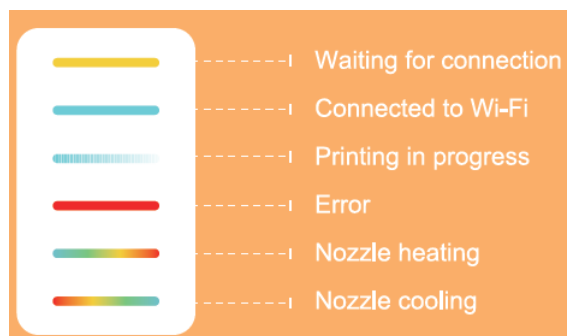 Waiting for connection
Connected to Wi-Fi
Printing in progress
Error
Nozzle heating
Nozzle cooling